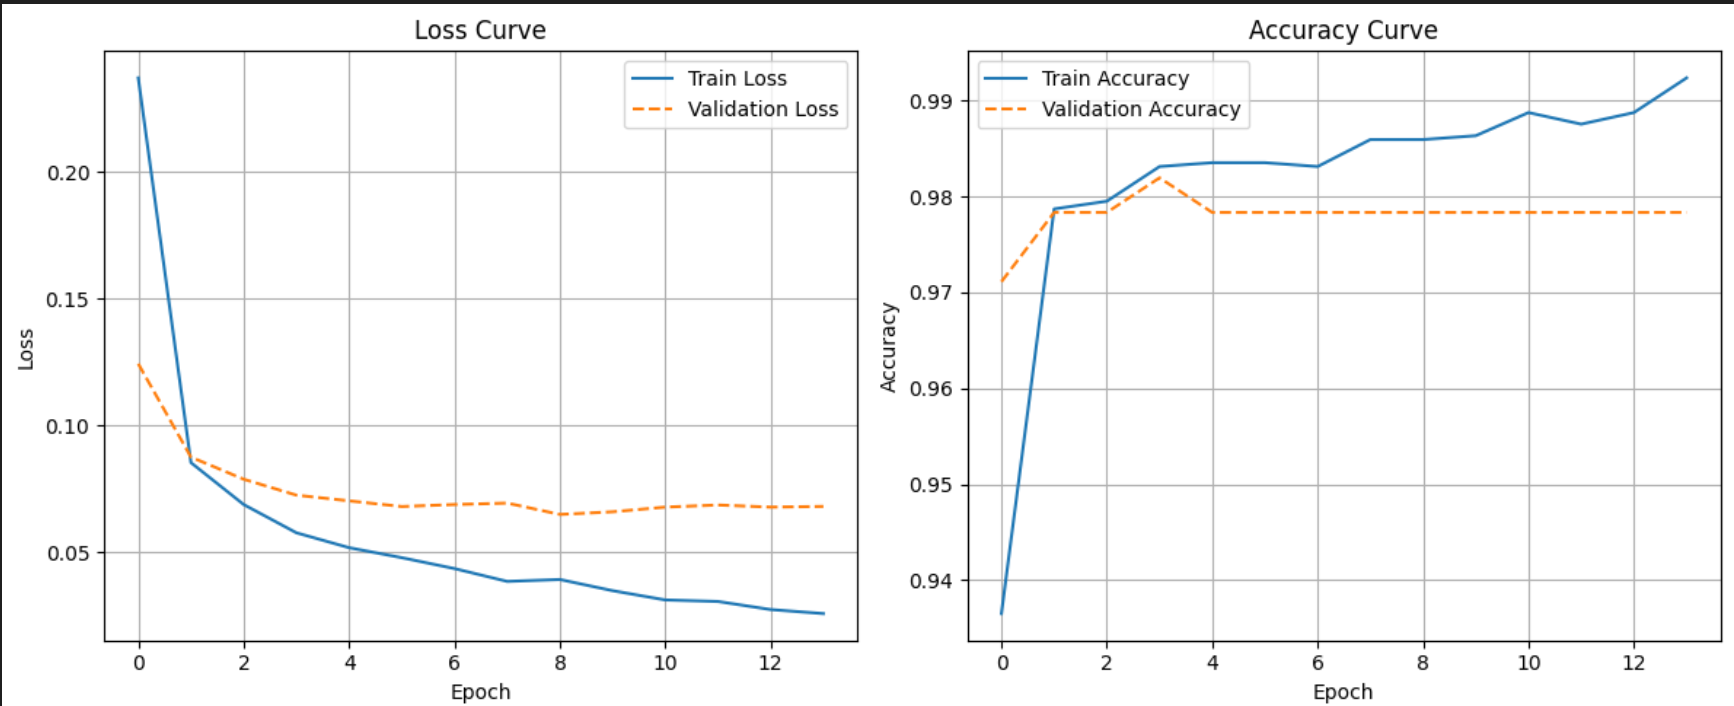 Loss Curve
Train Loss
Validation Loss
0.20
0.15
0.10
0.05
Loss
0 2 4 6 8 10 12
Epoch
Accuracy Curve
Train Accuracy
Validation Accuracy
0.99
0.98
0.97
0.96
0.95
0.94
Accuracy
0 2 4 6 8 10 12
Epoch